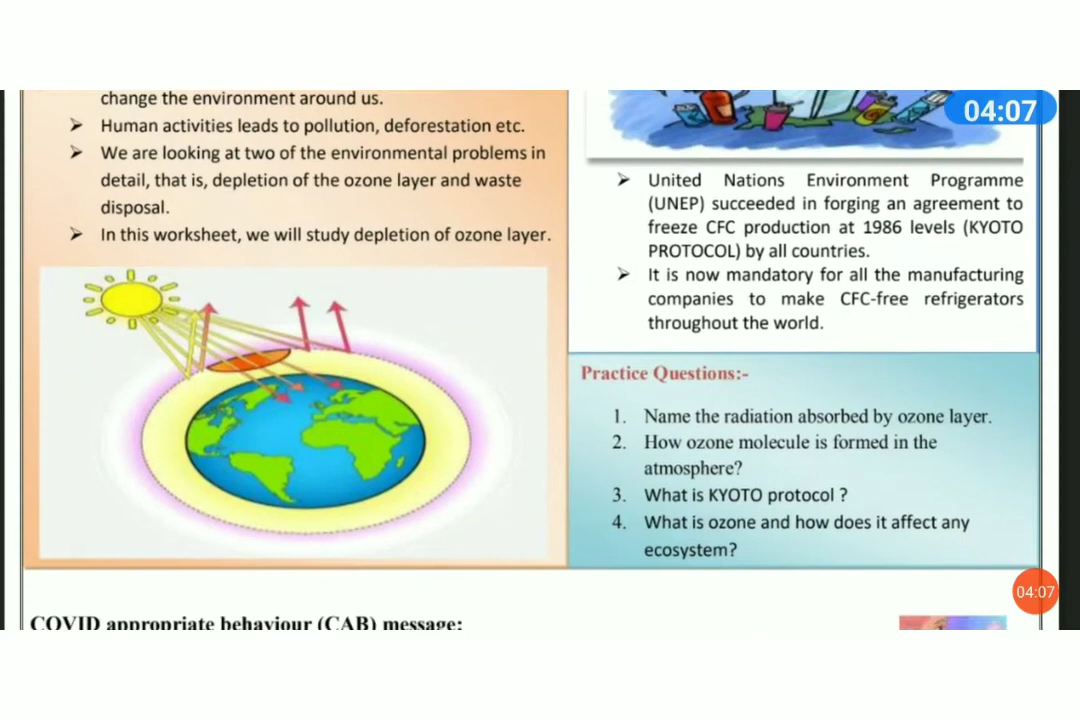 change the environment around us.
➢ Human activities leads to pollution, deforestation etc.
➢ We are looking at two of the environmental problems in
detail, that is, depletion of the ozone layer and waste
disposal.
➢ In this worksheet, we will study depletion of ozone layer.
04:07
➢ United Nations Environment Programme
(UNEP) succeeded in forging an agreement to
freeze CFC production at 1986 levels (KYOTO
PROTOCOL) by all countries.
➢ It is now mandatory for all the manufacturing
companies to make CFC-free refrigerators
throughout the world.
Practice Questions:-
1. Name the radiation absorbed by ozone layer.
2. How ozone molecule is formed in the
atmosphere?
3. What is KYOTO protocol ?
4. What is ozone and how does it affect any
ecosystem?
04:07
COVID appropriate behaviour (CAB) message: